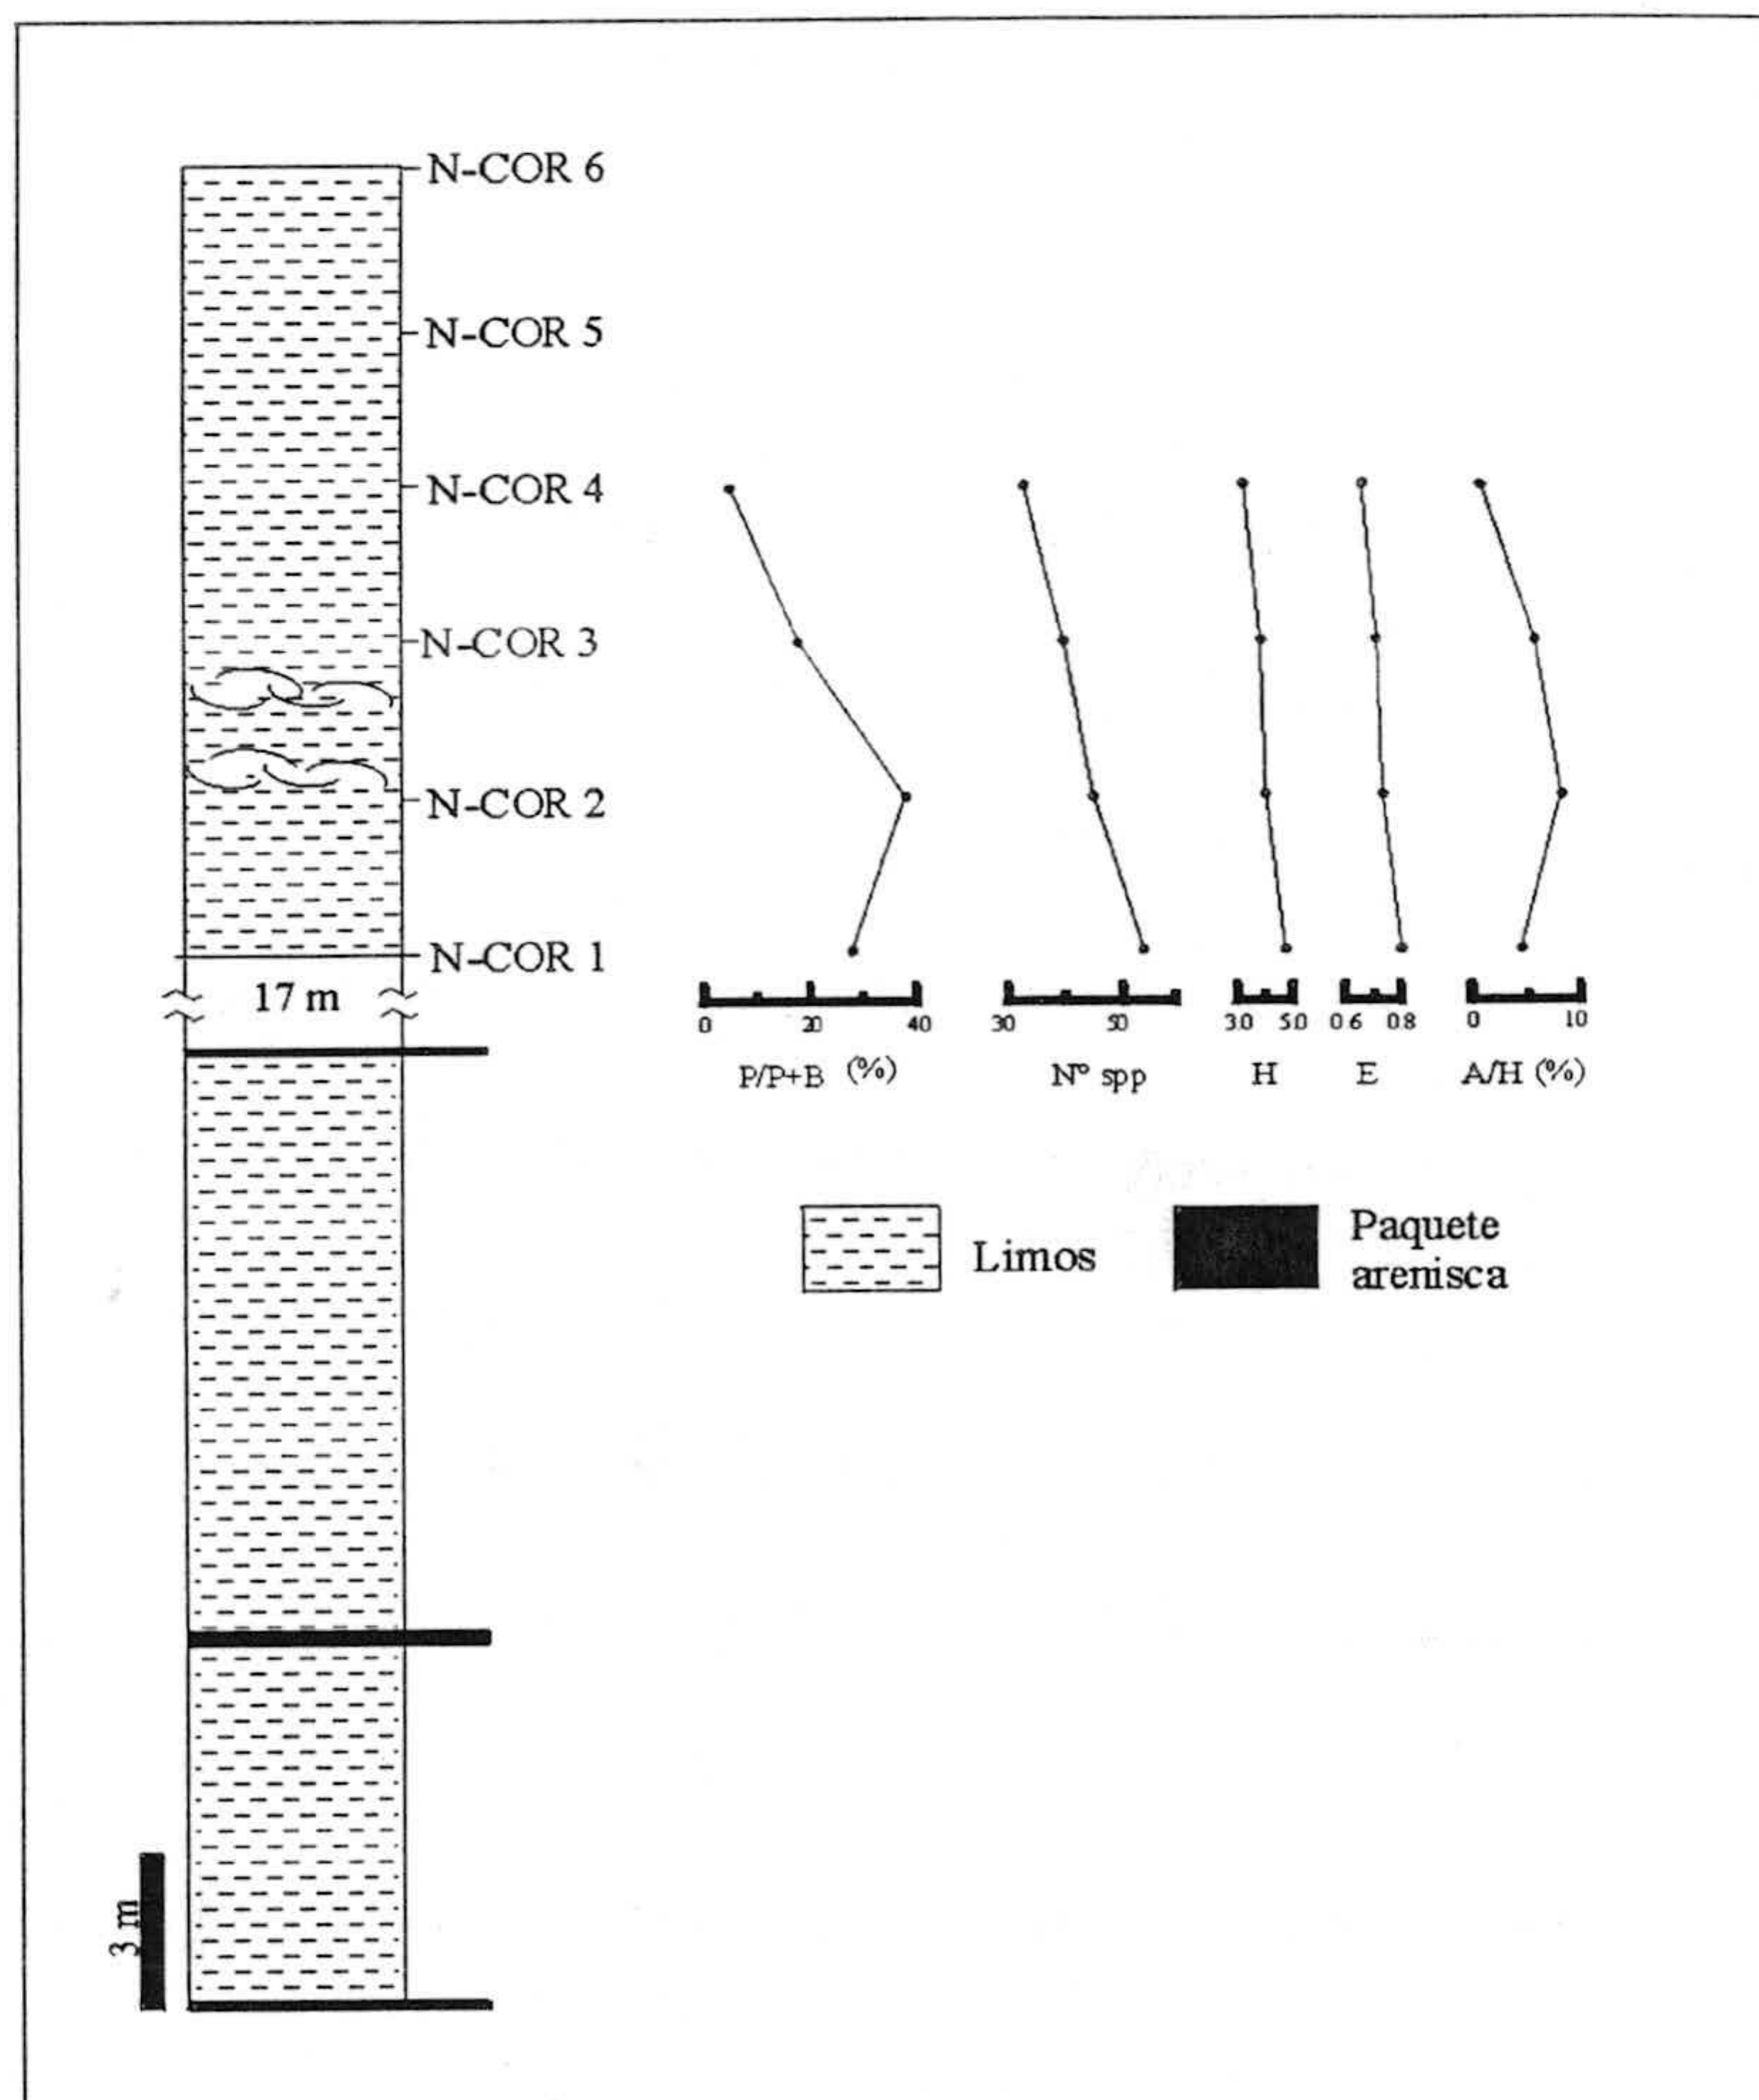 N-COR 6
N-COR 5
N-COR 4
N-COR 3
N-COR 2
N-COR 1
17 m
0 20 40
30 50
3.0 5.0
0.6 0.8
0 10
P/P+B (%)
Nº spp
H
E
A/H (%)
Limos
Paquete
arenisca
3 m